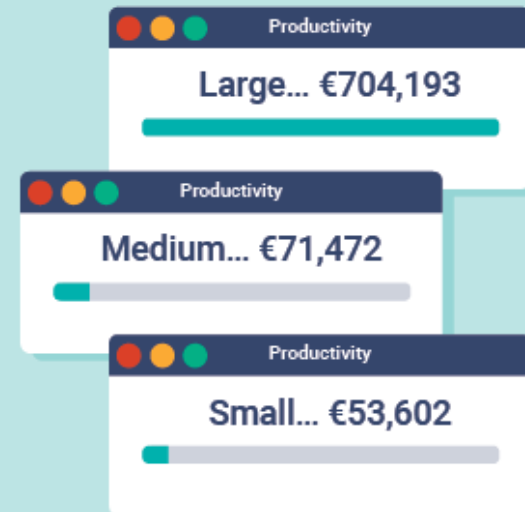 Productivity
Large... €704,193
Productivity
Medium... €71,472
Productivity
Small... €53,602